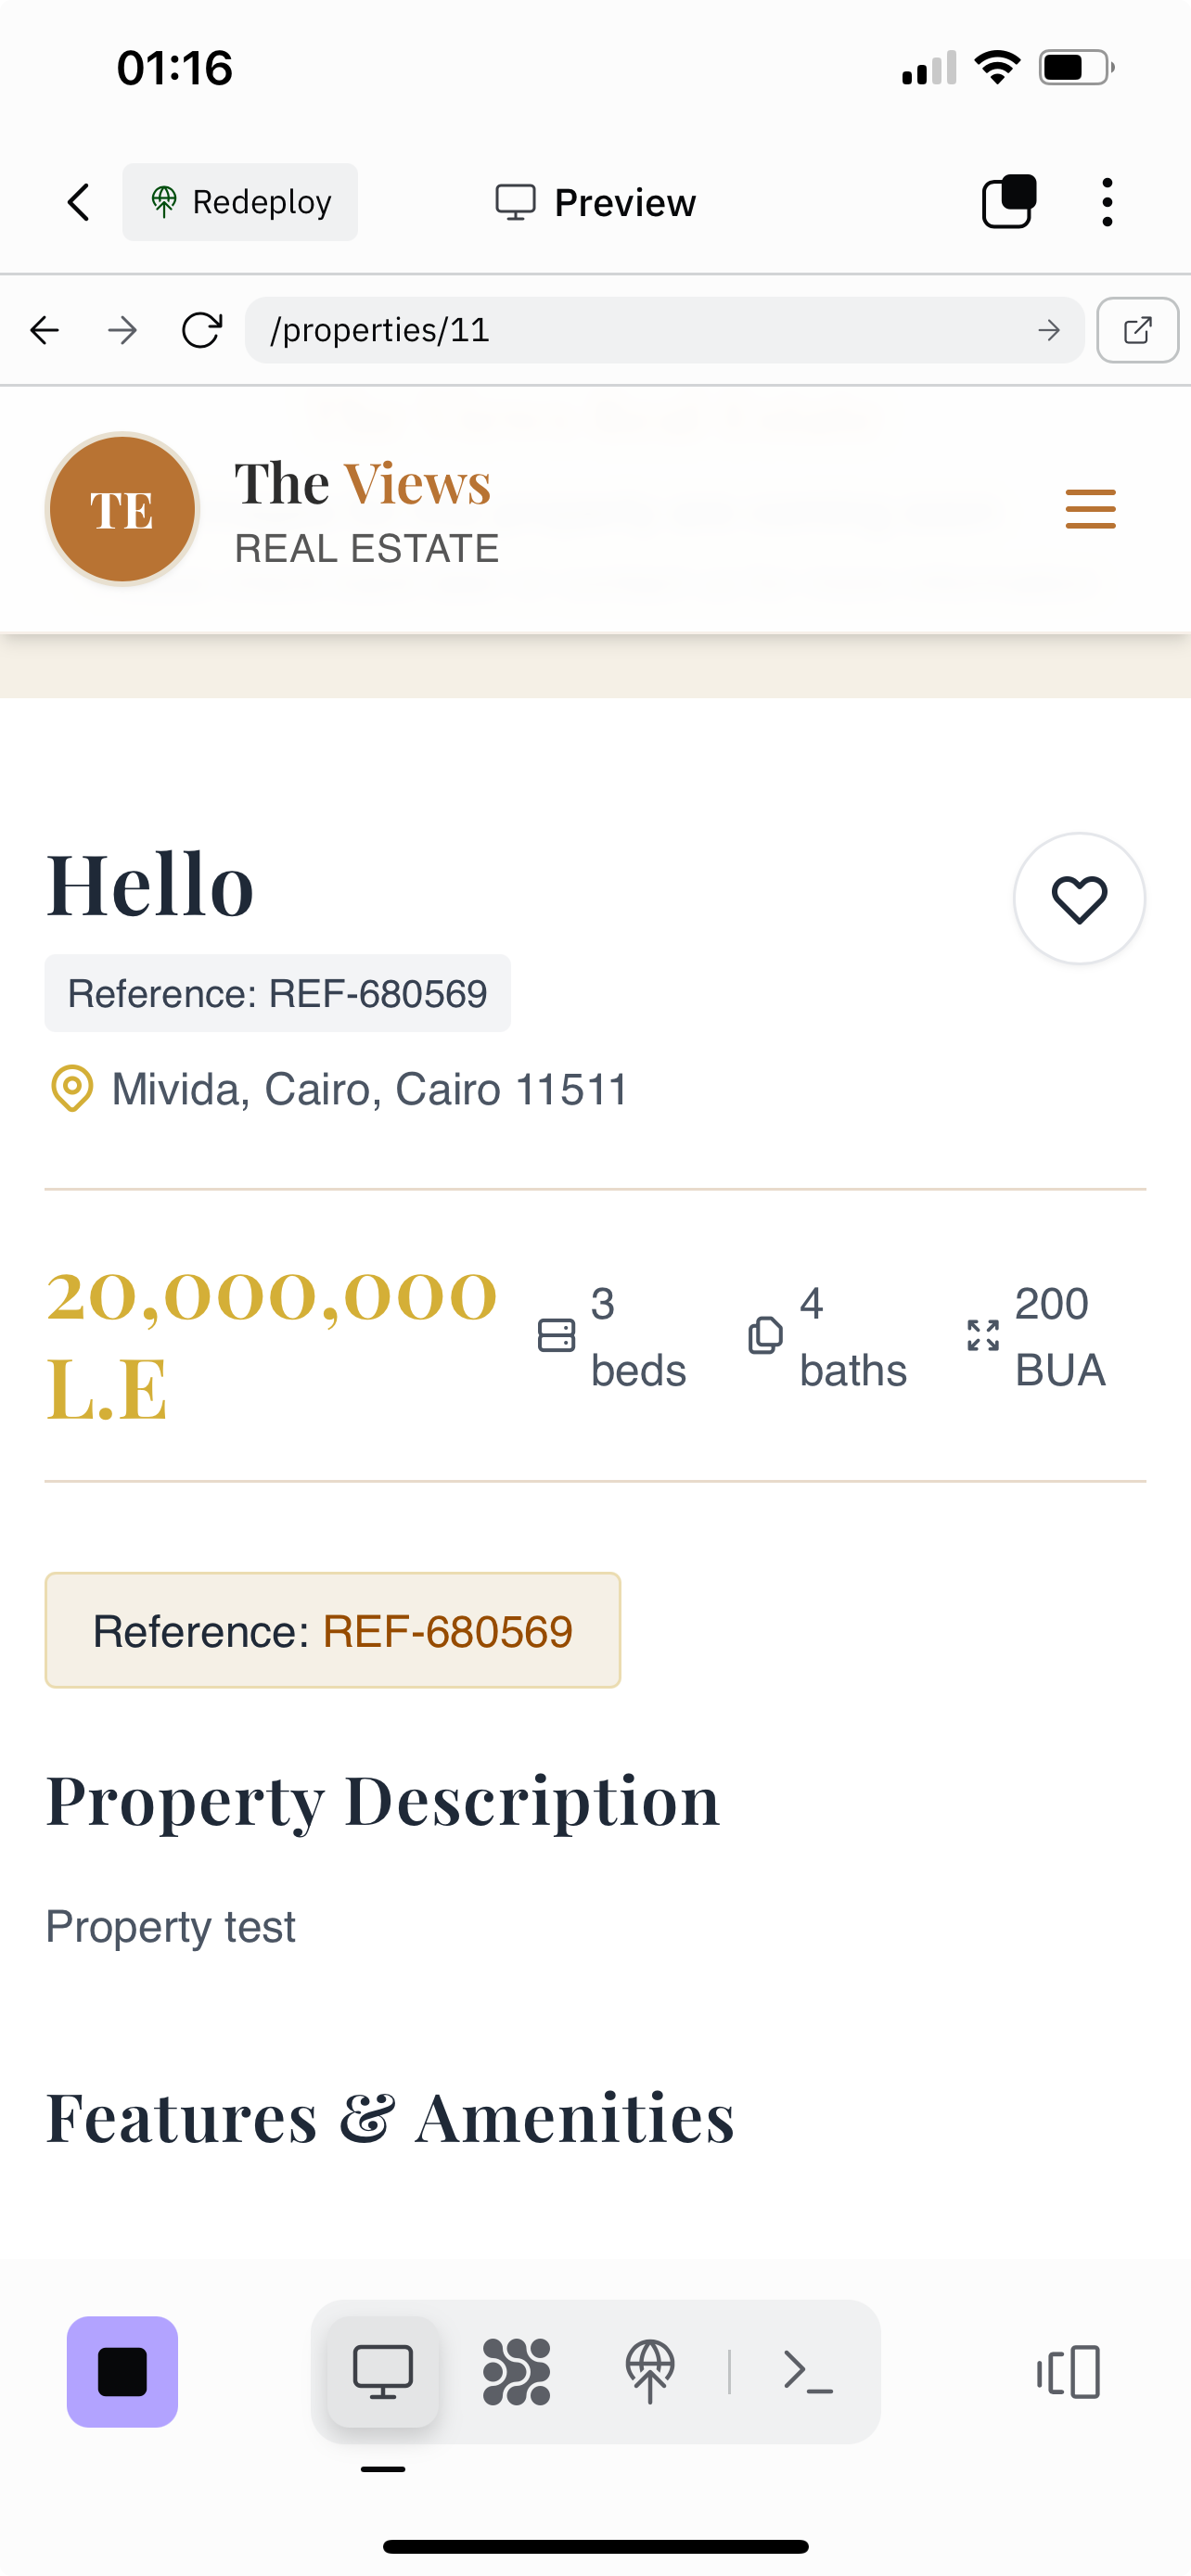 01:16
Redeploy
Preview
/properties/11
TE
The Views
REAL ESTATE
Hello
Reference: REF-680569
Mivida, Cairo, Cairo 11511
20,000,000
L.E
3
beds
4
baths
200
BUA
Reference: REF-680569
Property Description
Property test
Features & Amenities